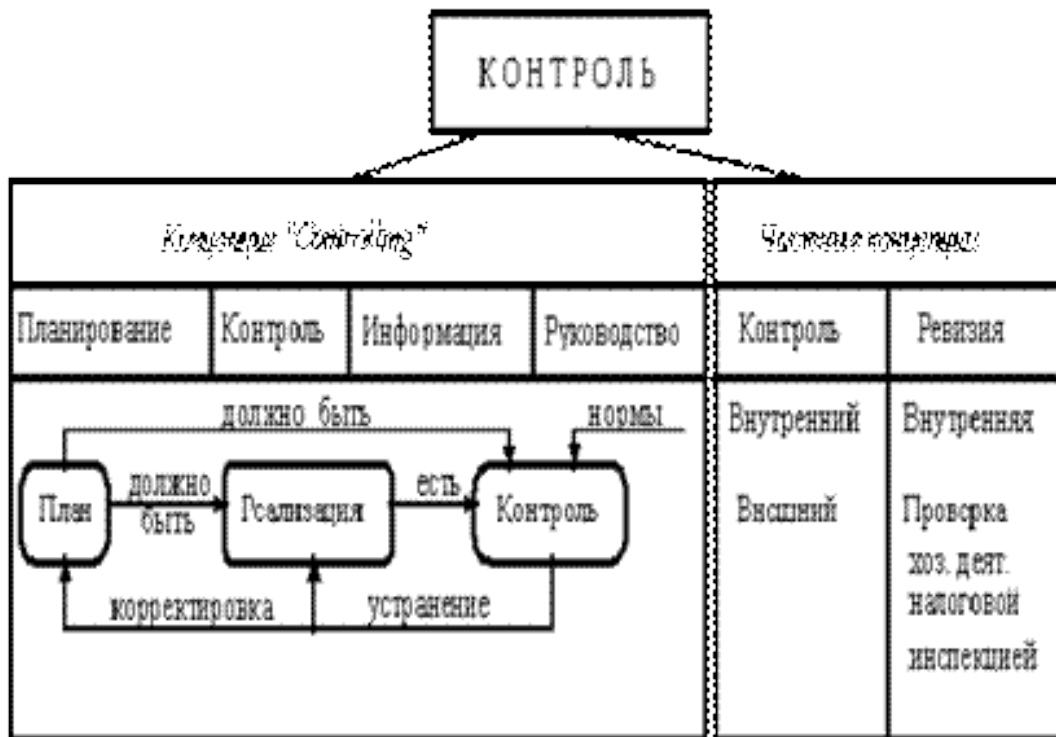 КОНТРОЛЬ
"Controlling"
Планирование
Контроль
Информация
Руководство
Контроль
Ревизия
должно быть
нормы
План
должно
быть
Реализация
есть
Контроль
корректировка
устранение
Внутренний
Внутренняя
Внешний
Проверка
хоз. деят.
налоговой
инспекцией